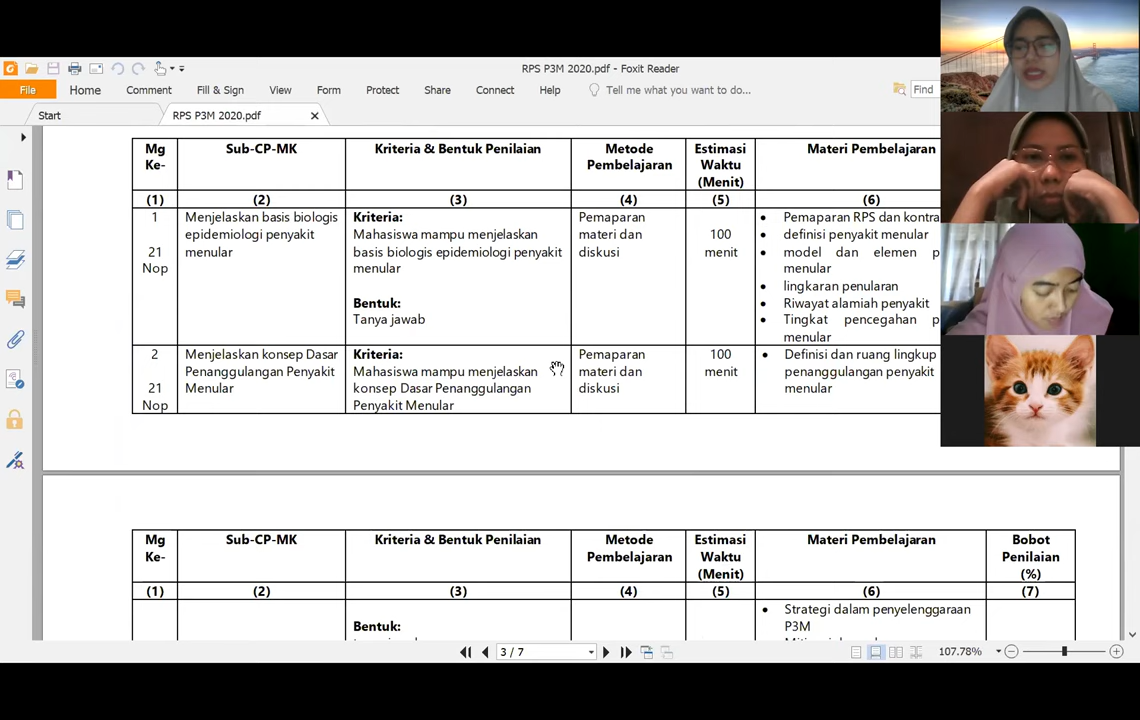 RPS P3M 2020.pdf - Foxit Reader
File Home Comment Fill & Sign View Form Protect Share Connect Help Tell me what you want to do... Find
Start RPS P3M 2020.pdf
Mg Ke-
Sub-CP-MK
Kriteria & Bentuk Penilaian
Metode Pembelajaran
Estimasi Waktu (Menit)
Materi Pembelajaran
(1) (2) (3) (4) (5) (6)
1
21
Nop
Menjelaskan basis biologis
epidemiologi penyakit
menular
Kriteria:
Mahasiswa mampu menjelaskan
basis biologis epidemiologi penyakit
menular
Bentuk:
Tanya jawab
Pemaparan
materi dan
diskusi
100
menit
• Pemaparan RPS dan kontra
• definisi penyakit menular
• model dan elemen p
menular
• lingkaran penularan
• Riwayat alamiah penyakit
• Tingkat pencegahan p
menular
2
21
Nop
Menjelaskan konsep Dasar
Penanggulangan Penyakit
Menular
Kriteria:
Mahasiswa mampu menjelaskan
konsep Dasar Penanggulangan
Penyakit Menular
Pemaparan
materi dan
diskusi
100
menit
• Definisi dan ruang lingkup
penanggulangan penyakit
menular
Mg Ke-
Sub-CP-MK
Kriteria & Bentuk Penilaian
Metode Pembelajaran
Estimasi Waktu (Menit)
Materi Pembelajaran
Bobot Penilaian (%)
(1) (2) (3) (4) (5) (6) (7)
Bentuk:
• Strategi dalam penyelenggaraan
P3M
3 / 7
107.78%